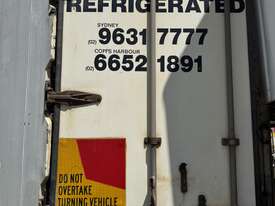 REFRIGERATED
SYDNEY
(02) 9631 7777
COFFS HARBOUR
(02) 6652 1891
DO NOT
OVERTAKE
TURNING VEHICLE